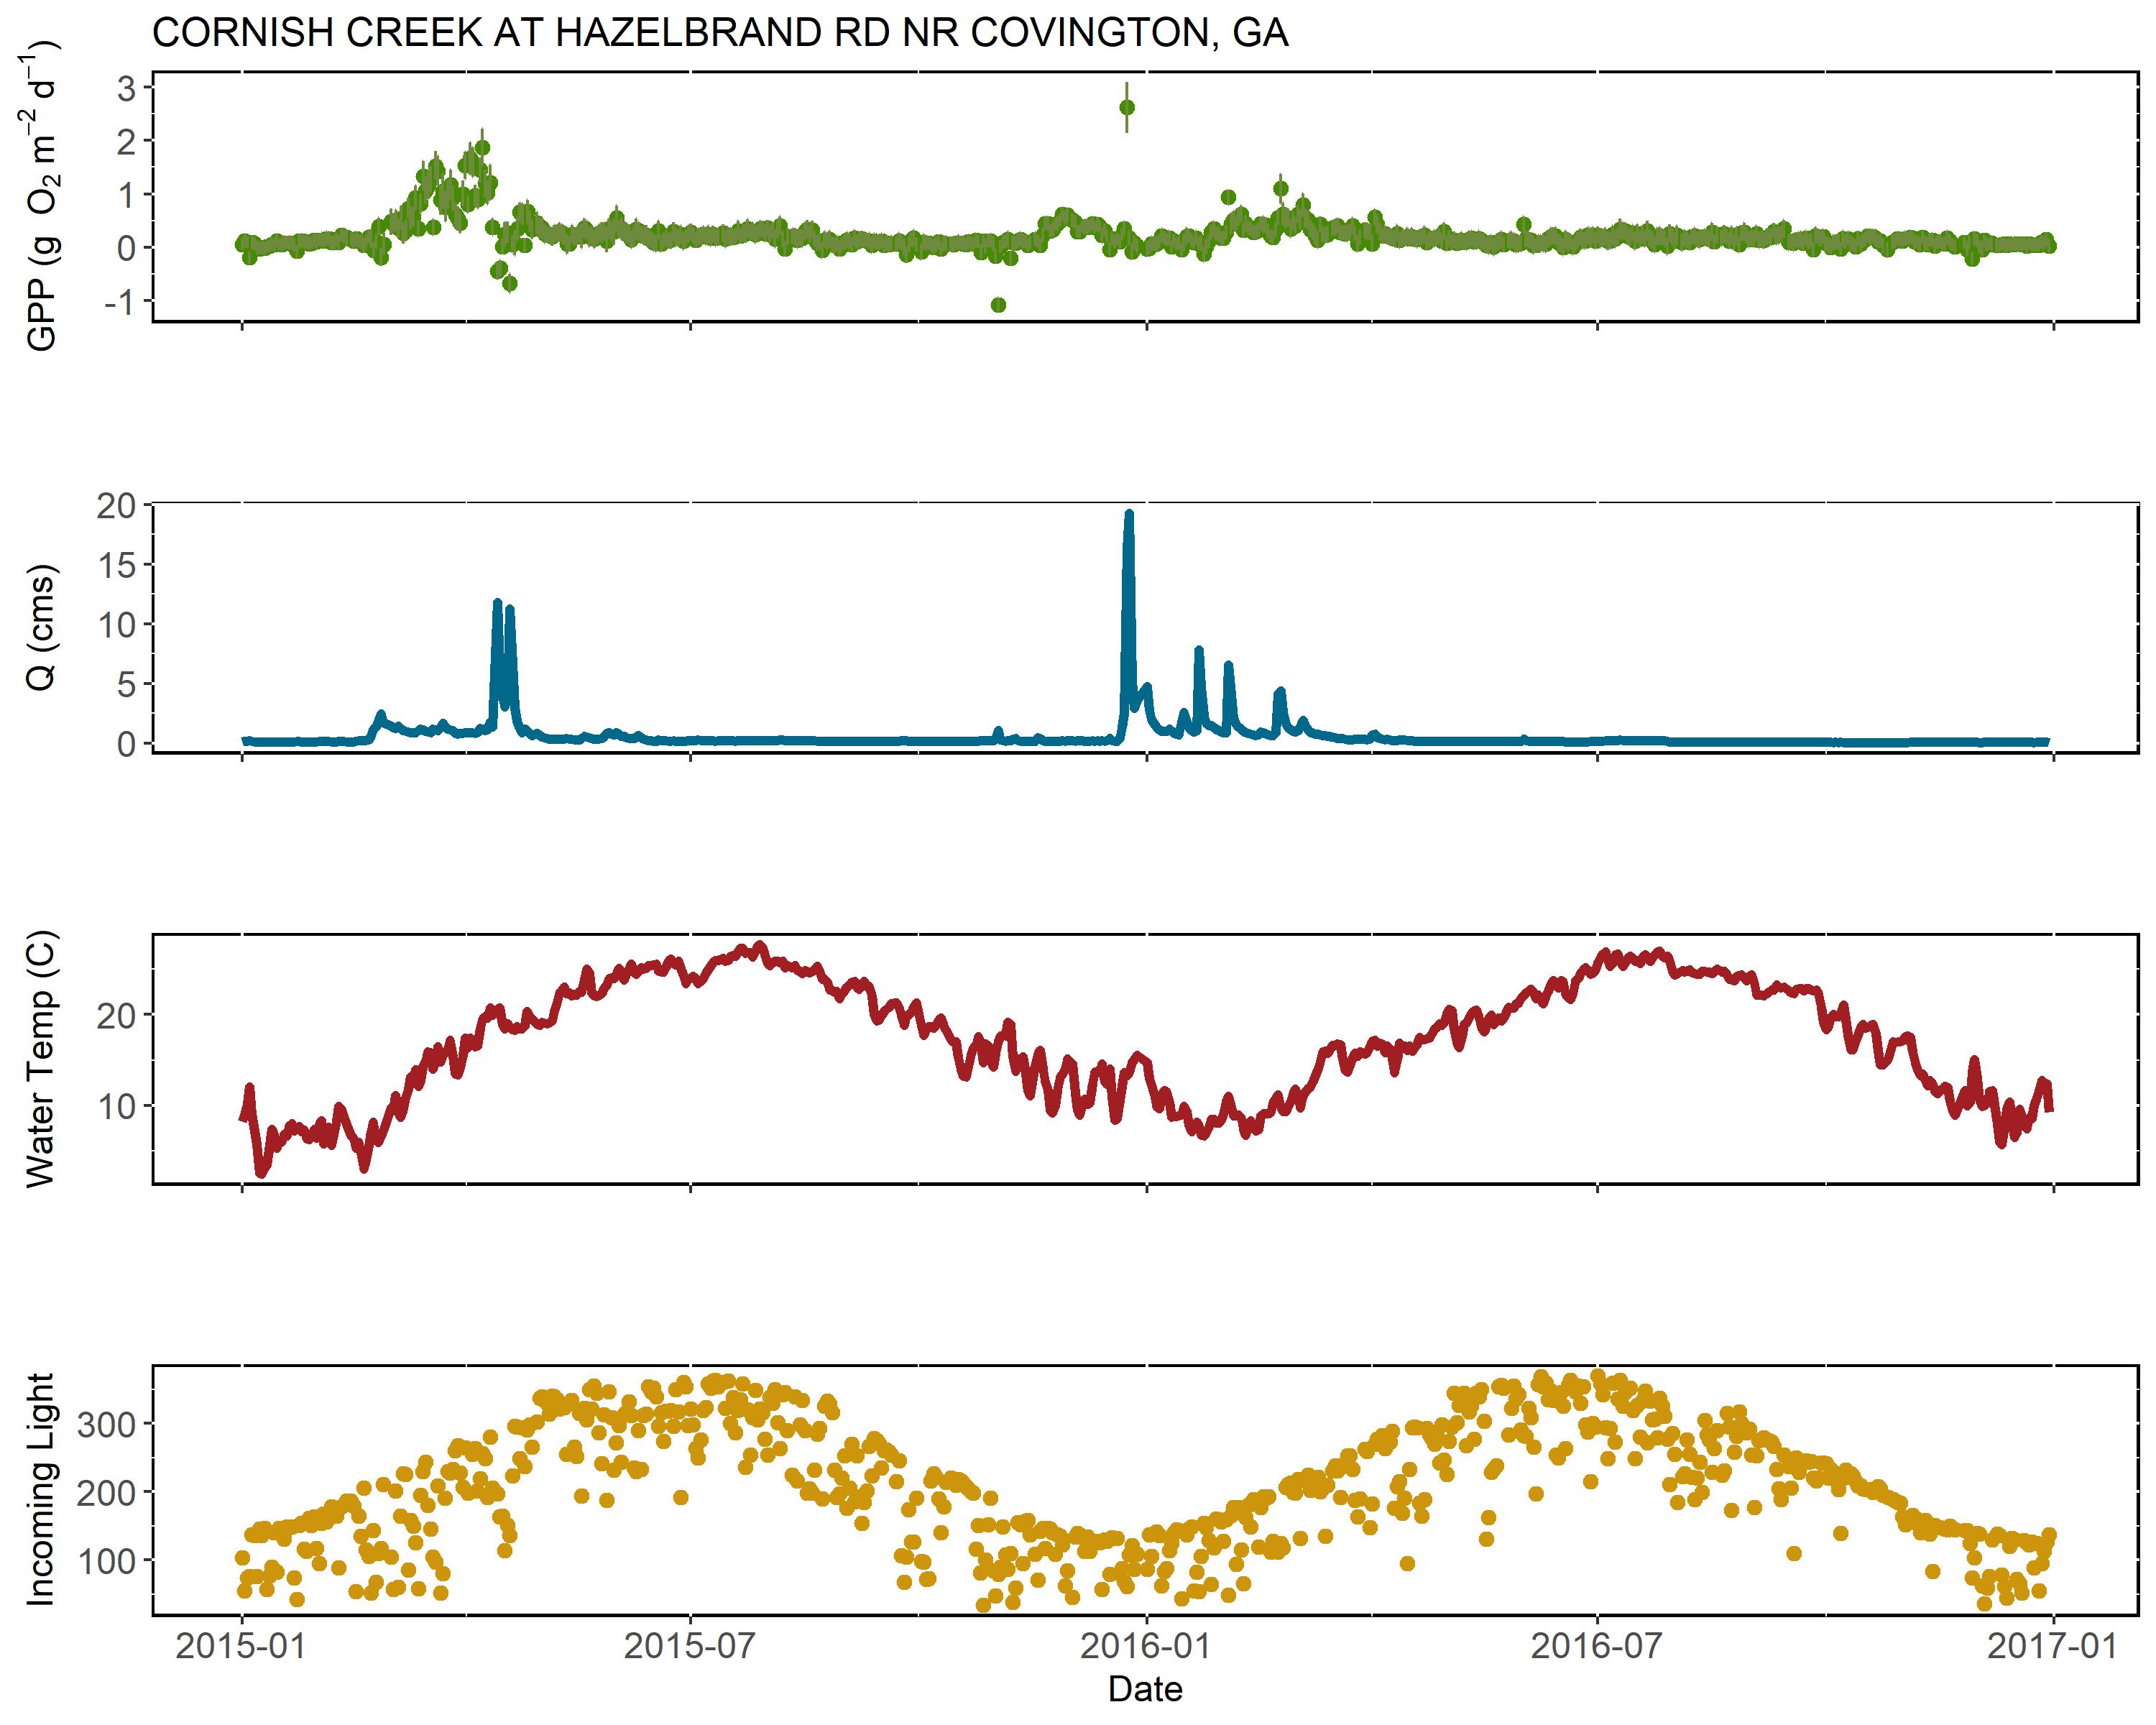 CORNISH CREEK AT HAZELBRAND RD NR COVINGTON, GA
GPP (g O₂ m⁻² d⁻¹)
3
2
1
0
-1
Q (cms)
20
15
10
5
0
Water Temp (C)
20
10
Incoming Light
300
200
100
2015-01 2015-07 2016-01 2016-07 2017-01
Date